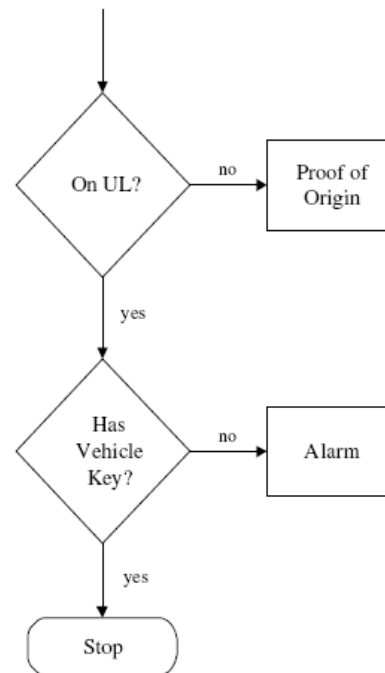 On UL?
no
Proof of
Origin
yes
Has
Vehicle
Key?
no
Alarm
yes
Stop